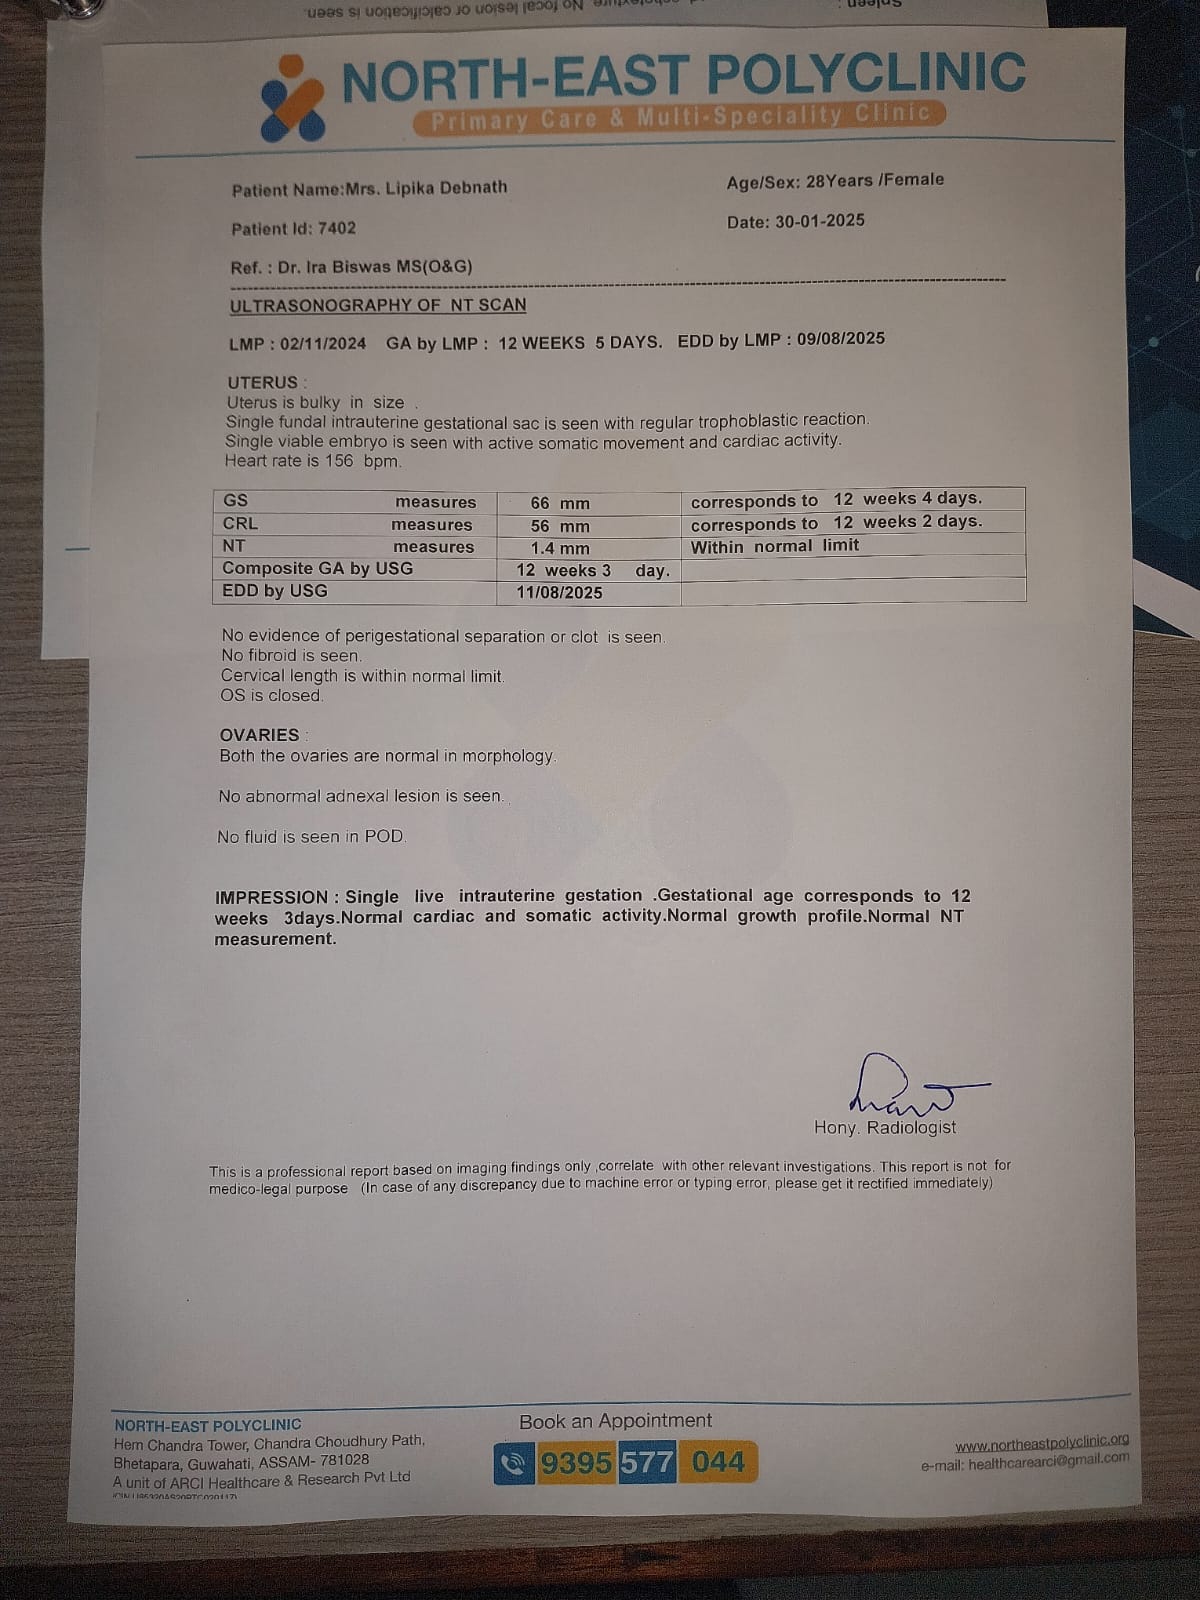 No focal lesion or calcification is seen.
Spleen :
NORTH-EAST POLYCLINIC
Primary Care & Multi-Speciality Clinic
Patient Name:Mrs. Lipika Debnath Age/Sex: 28Years /Female
Patient Id: 7402 Date: 30-01-2025
Ref. : Dr. Ira Biswas MS(O&G)
ULTRASONOGRAPHY OF NT SCAN
LMP : 02/11/2024 GA by LMP : 12 WEEKS 5 DAYS. EDD by LMP : 09/08/2025
UTERUS :
Uterus is bulky in size .
Single fundal intrauterine gestational sac is seen with regular trophoblastic reaction.
Single viable embryo is seen with active somatic movement and cardiac activity.
Heart rate is 156 bpm.
GS measures 66 mm corresponds to 12 weeks 4 days.
CRL measures 56 mm corresponds to 12 weeks 2 days.
NT measures 1.4 mm Within normal limit
Composite GA by USG 12 weeks 3 day.
EDD by USG 11/08/2025
No evidence of perigestational separation or clot is seen.
No fibroid is seen.
Cervical length is within normal limit.
OS is closed.
OVARIES :
Both the ovaries are normal in morphology.
No abnormal adnexal lesion is seen.
No fluid is seen in POD.
IMPRESSION : Single live intrauterine gestation .Gestational age corresponds to 12
weeks 3days.Normal cardiac and somatic activity.Normal growth profile.Normal NT
measurement.
Hony. Radiologist
This is a professional report based on imaging findings only ,correlate with other relevant investigations. This report is not for
medico-legal purpose (In case of any discrepancy due to machine error or typing error, please get it rectified immediately)
NORTH-EAST POLYCLINIC
Hem Chandra Tower, Chandra Choudhury Path,
Bhetapara, Guwahati, ASSAM- 781028
A unit of ARCI Healthcare & Research Pvt Ltd
Book an Appointment
9395 577 044
www.northeastpolyclinic.org
e-mail: healthcarearci@gmail.com